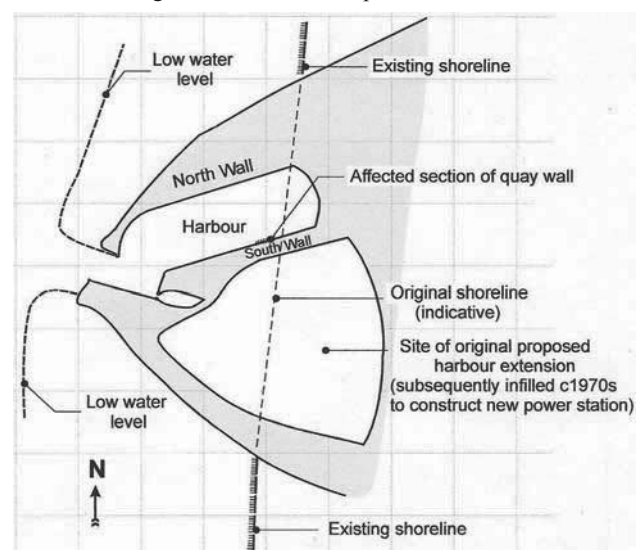 Low water
level
Existing shoreline
North Wall
Affected section of quay wall
Harbour
South Wall
Original shoreline
(indicative)
Site of original proposed
harbour extension
(subsequently infilled c1970s
to construct new power station)
Low water
level
N
Existing shoreline